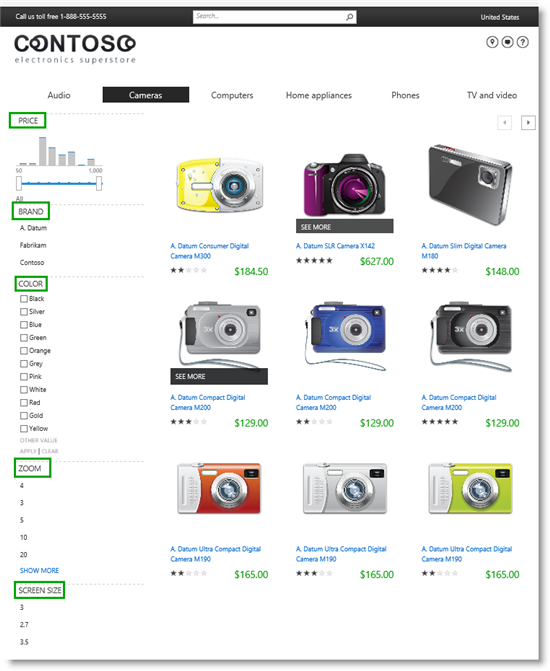 Call us toll free 1-888-555-5555
Search...
United States
CONTOSO
electronics superstore
Audio
Cameras
Computers
Home appliances
Phones
TV and video
PRICE
50
1,000
All
BRAND
A. Datum
Fabrikam
Contoso
COLOR
Black
Silver
Blue
Green
Orange
Grey
Pink
White
Red
Gold
Yellow
OTHER VALUE
APPLY | CLEAR
ZOOM
4
3
5
10
20
SHOW MORE
SCREEN SIZE
3
2.7
3.5
A. Datum Consumer Digital
Camera M300
$184.50
SEE MORE
A. Datum SLR Camera X142
$627.00
A. Datum Slim Digital Camera
M180
$148.00
3x
SEE MORE
A. Datum Compact Digital
Camera M200
$129.00
3x
A. Datum Compact Digital
Camera M200
$129.00
3x
A. Datum Compact Digital
Camera M200
$129.00
A. Datum Ultra Compact Digital
Camera M190
$165.00
A. Datum Ultra Compact Digital
Camera M190
$165.00
A. Datum Ultra Compact Digital
Camera M190
$165.00